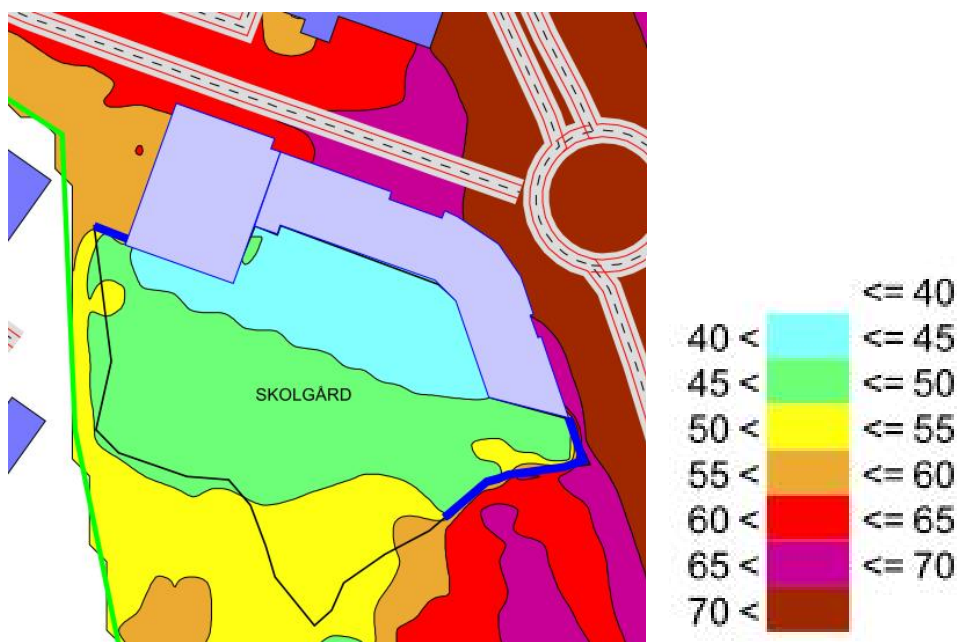 SKOLGÅRD
<= 40
40 < <= 45
45 < <= 50
50 < <= 55
55 < <= 60
60 < <= 65
65 < <= 70
70 <